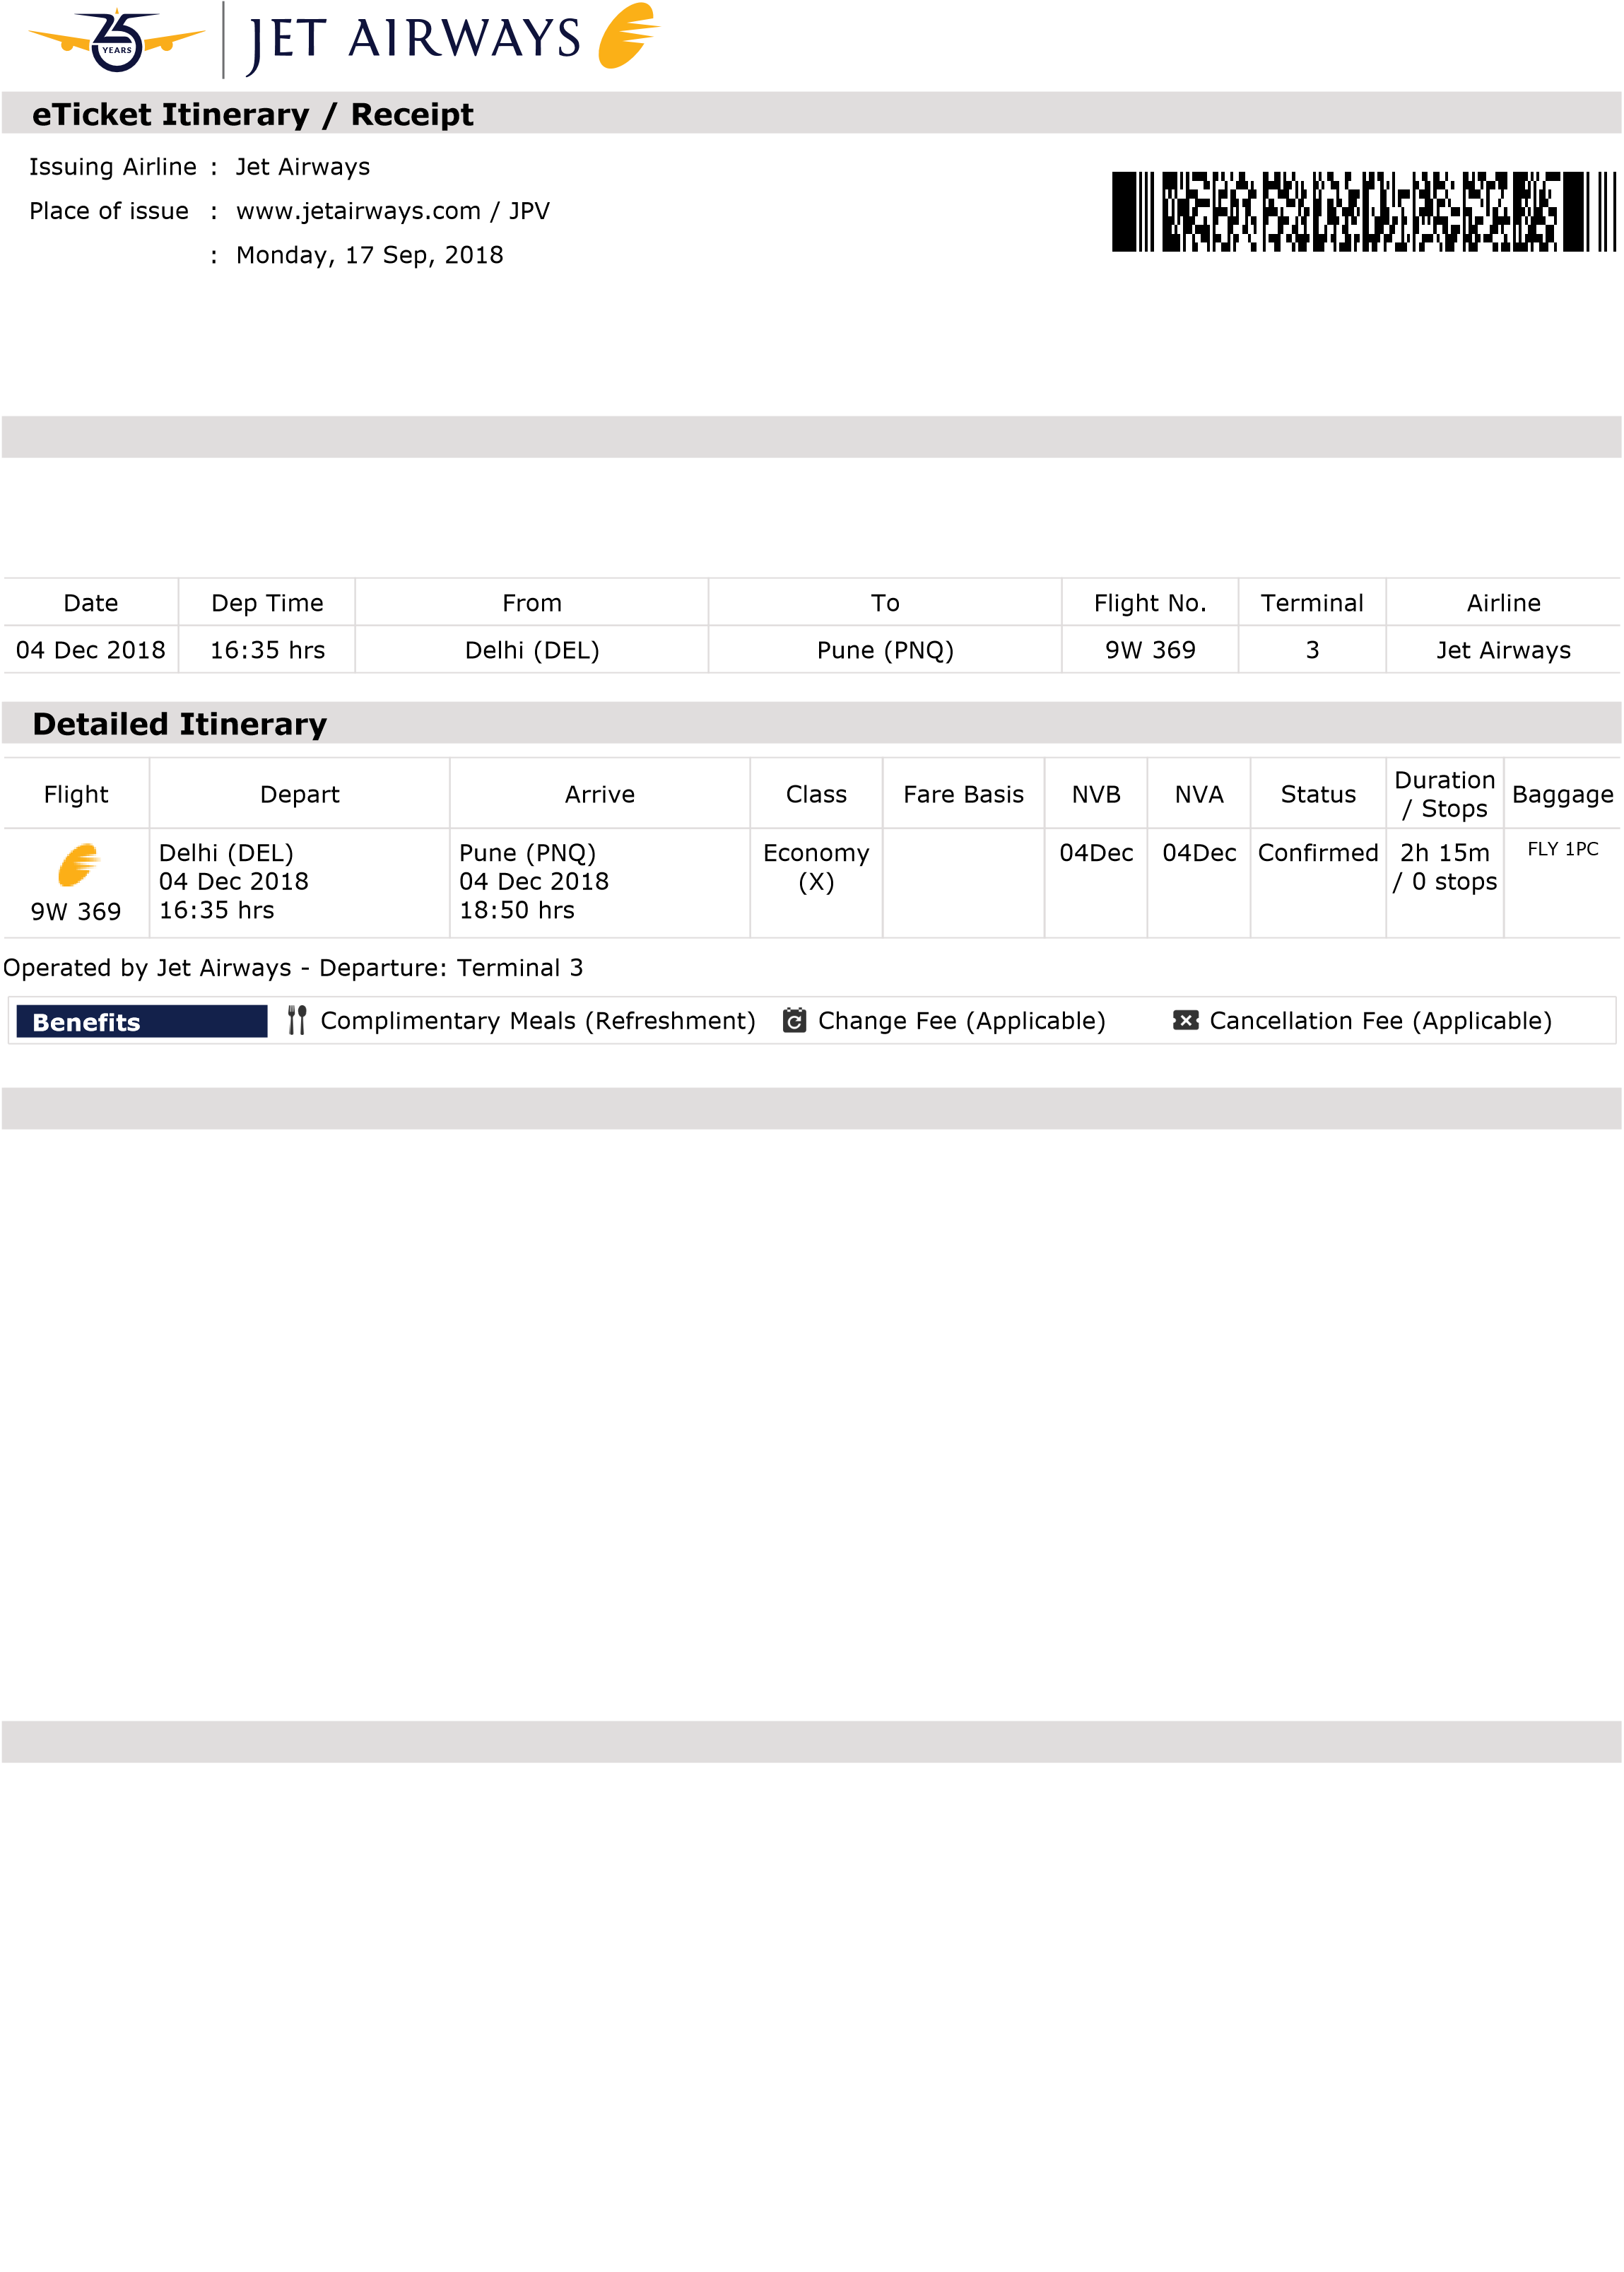 25 YEARS JET AIRWAYS
eTicket Itinerary / Receipt
Issuing Airline : Jet Airways
Place of issue : www.jetairways.com / JPV
: Monday, 17 Sep, 2018
Date Dep Time From To Flight No. Terminal Airline
04 Dec 2018 16:35 hrs Delhi (DEL) Pune (PNQ) 9W 369 3 Jet Airways
Detailed Itinerary
Flight Depart Arrive Class Fare Basis NVB NVA Status Duration / Stops Baggage
Delhi (DEL) Pune (PNQ) Economy 04Dec 04Dec Confirmed 2h 15m FLY 1PC
04 Dec 2018 04 Dec 2018 (X) / 0 stops
9W 369 16:35 hrs 18:50 hrs
Operated by Jet Airways - Departure: Terminal 3
Benefits Complimentary Meals (Refreshment) Change Fee (Applicable) Cancellation Fee (Applicable)